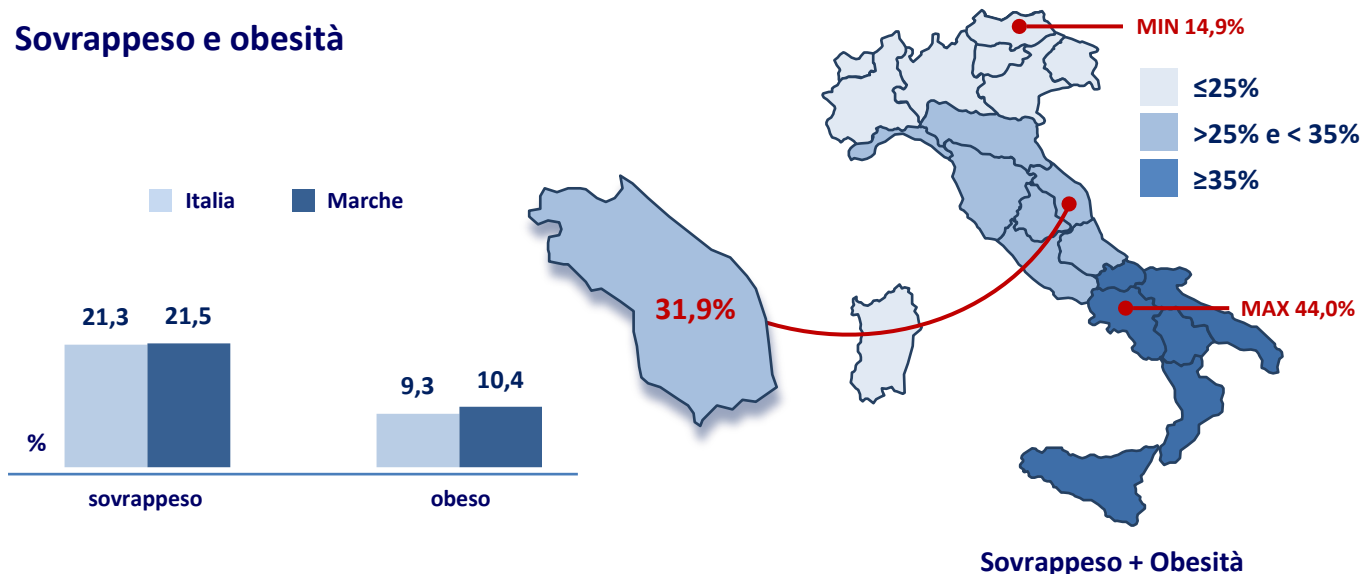 Sovrappeso e obesità
MIN 14,9%
≤25%
>25% e < 35%
≥35%
Italia
Marche
31,9%
MAX 44,0%
21,3
21,5
9,3
10,4
%
sovrappeso
obeso
Sovrappeso + Obesità